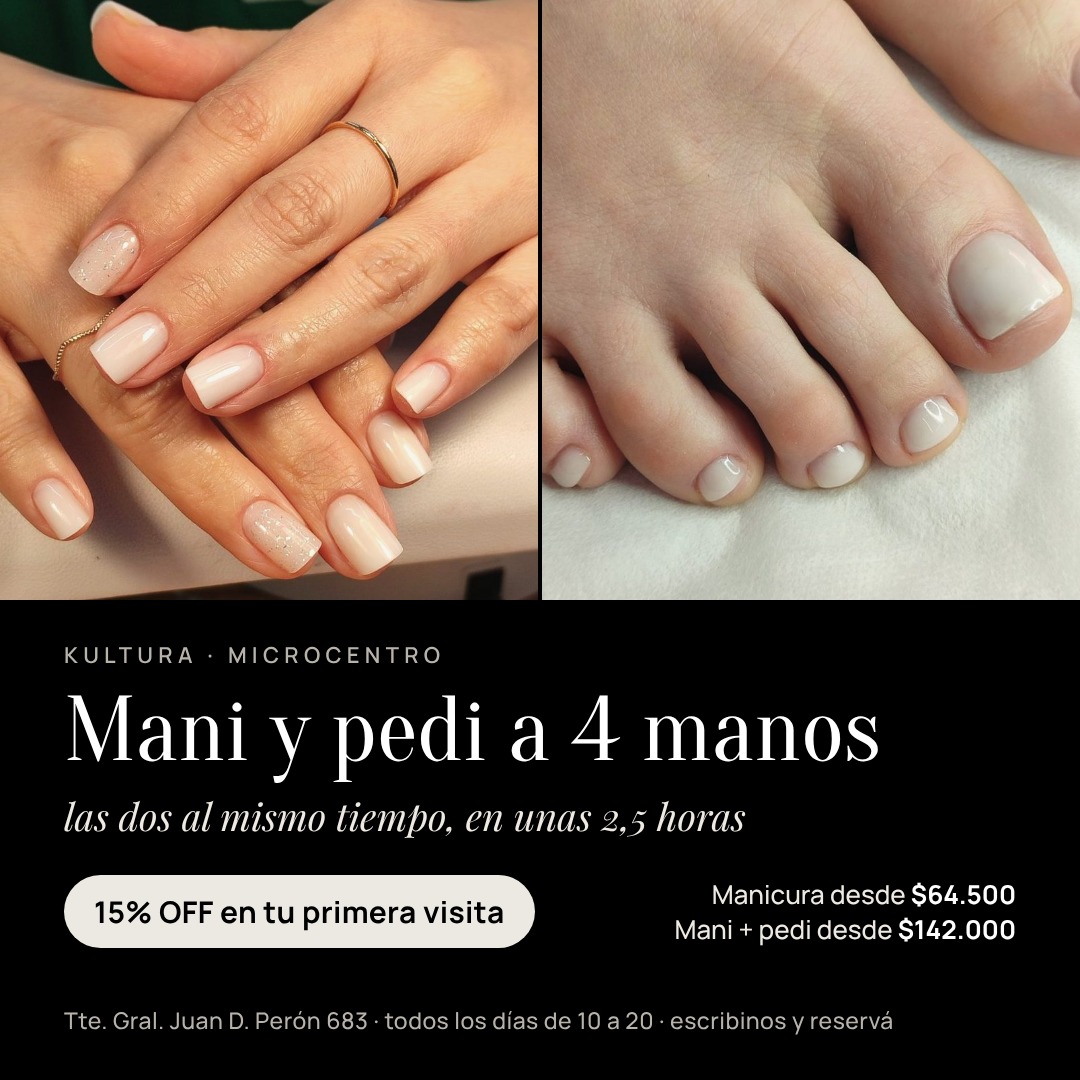 KULTURA · MICROCENTRO
Mani y pedi a 4 manos
las dos al mismo tiempo, en unas 2,5 horas
15% OFF en tu primera visita
Manicura desde $64.500
Mani + pedi desde $142.000
Tte. Gral. Juan D. Perón 683 · todos los días de 10 a 20 · escribinos y reservá